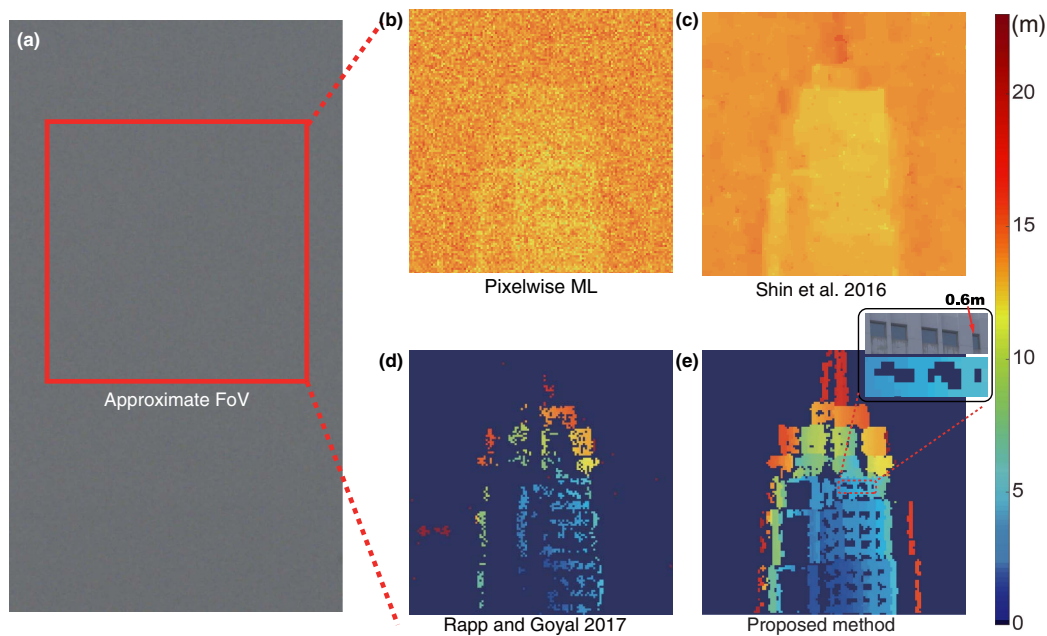 (a)
Approximate FoV
(b)
Pixelwise ML
(c)
Shin et al. 2016
(d)
Rapp and Goyal 2017
(e)
0.6m
Proposed method
(m)
20
15
10
5
0